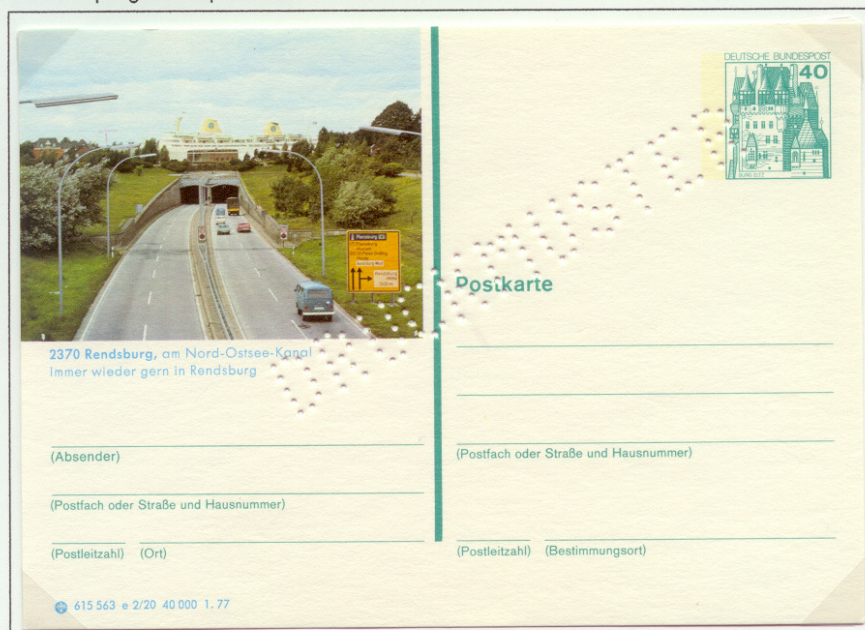 DEUTSCHE BUNDESPOST
40
BURG ELTZ
Postkarte
2370 Rendsburg, am Nord-Ostsee-Kanal
Immer wieder gern in Rendsburg
(Absender)
(Postfach oder Straße und Hausnummer)
(Postleitzahl) (Ort)
(Postfach oder Straße und Hausnummer)
(Postleitzahl) (Bestimmungsort)
615 563 e 2/20 40 000 1. 77